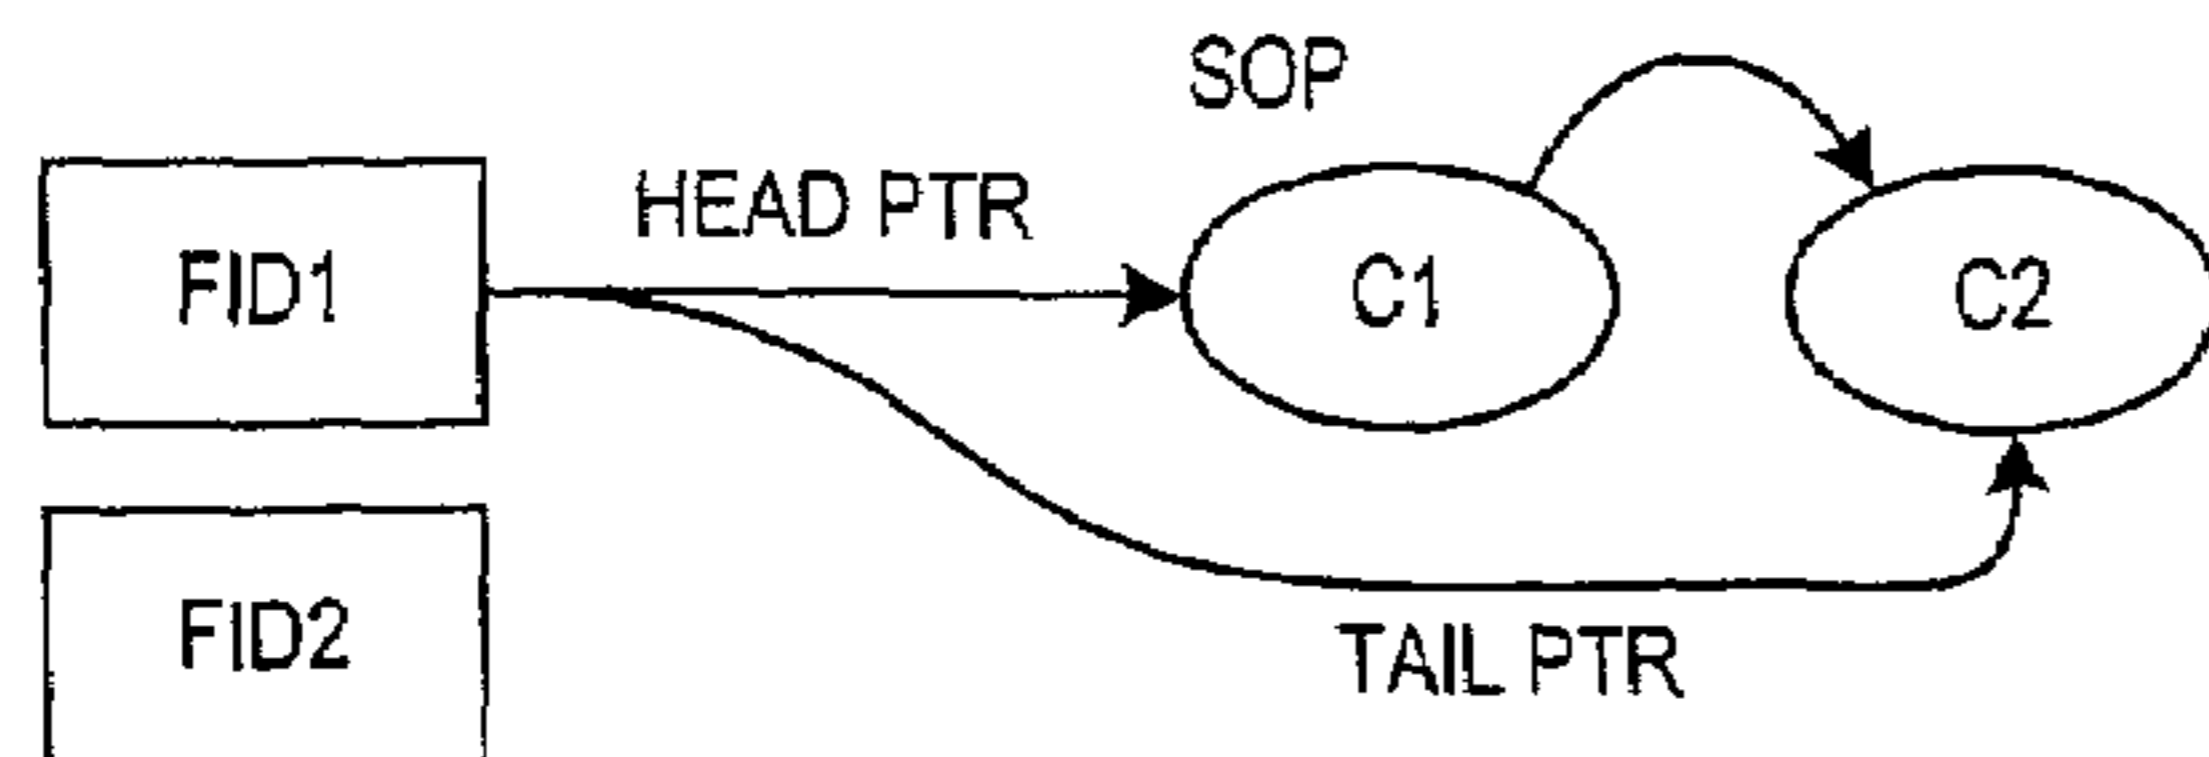 SOP
HEAD PTR
FID1
C1
C2
FID2
TAIL PTR